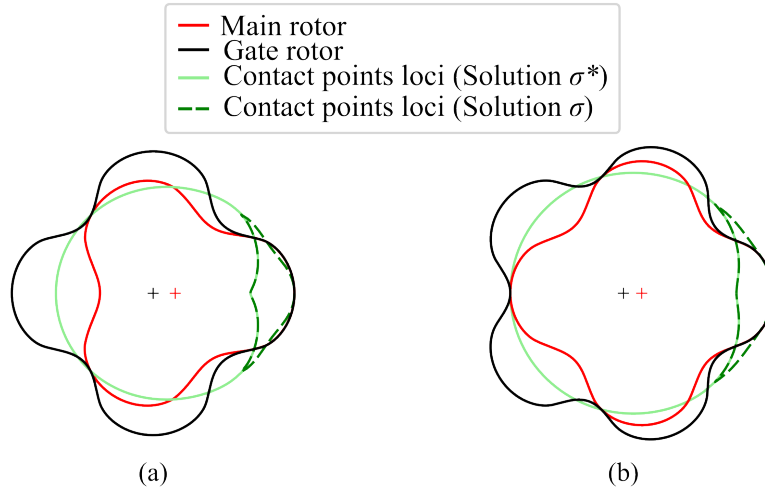 Main rotor
Gate rotor
Contact points loci (Solution σ*)
Contact points loci (Solution σ)
(a)
(b)